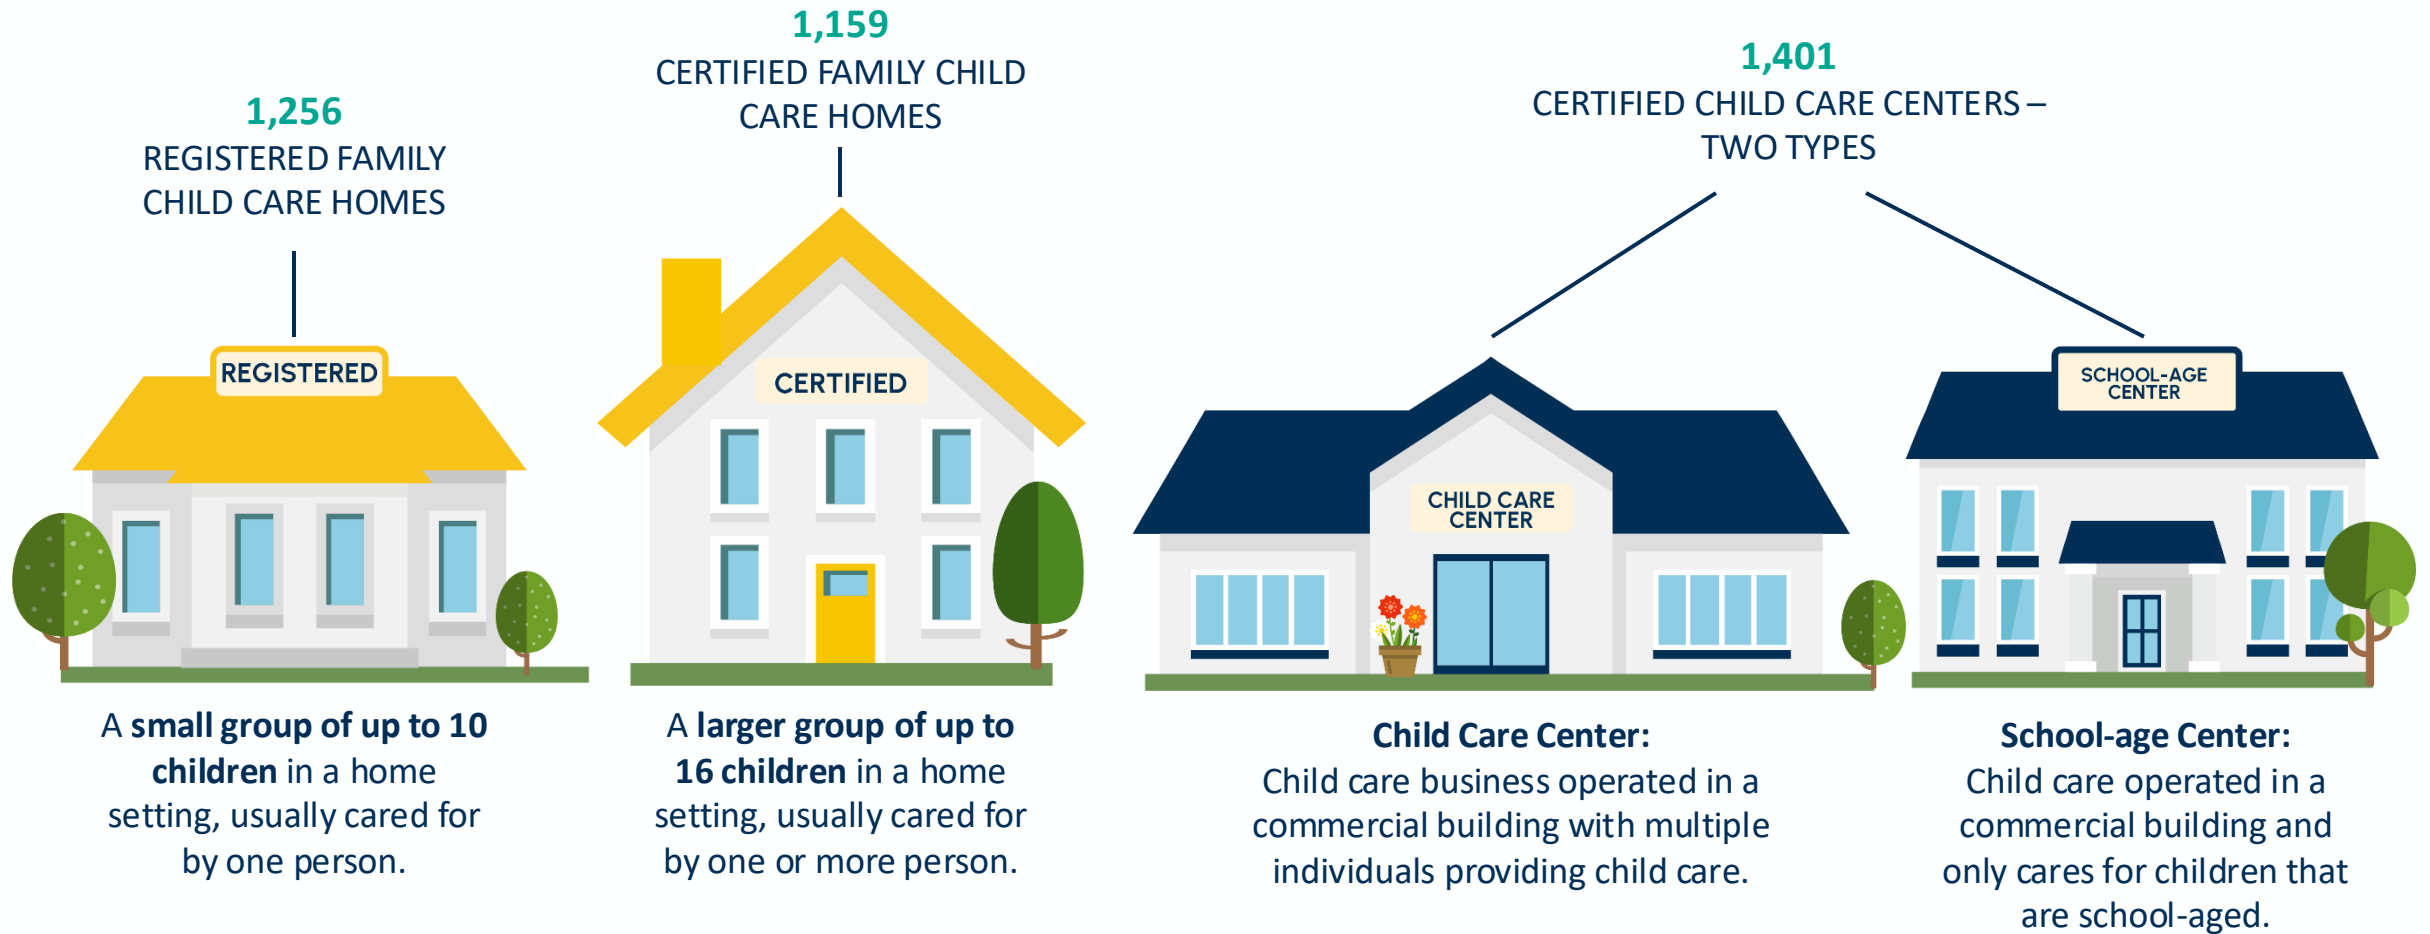 1,256
REGISTERED FAMILY
CHILD CARE HOMES
REGISTERED
A small group of up to 10
children in a home
setting, usually cared for
by one person.
1,159
CERTIFIED FAMILY CHILD
CARE HOMES
CERTIFIED
A larger group of up to
16 children in a home
setting, usually cared for
by one or more person.
1,401
CERTIFIED CHILD CARE CENTERS –
TWO TYPES
CHILD CARE
CENTER
Child Care Center:
Child care business operated in a
commercial building with multiple
individuals providing child care.
SCHOOL-AGE
CENTER
School-age Center:
Child care operated in a
commercial building and
only cares for children that
are school-aged.